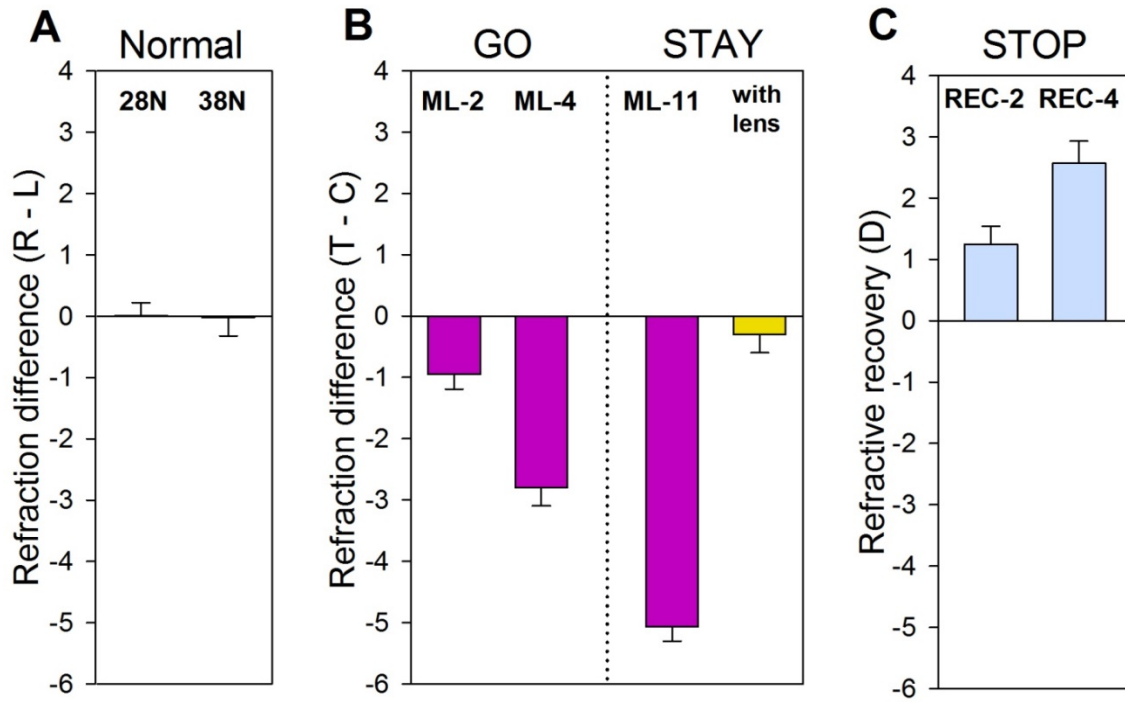 A
Normal
28N 38N
Refraction difference (R - L)
4
3
2
1
0
-1
-2
-3
-4
-5
-6
B
GO STAY
ML-2 ML-4 ML-11 with
lens
Refraction difference (T - C)
4
3
2
1
0
-1
-2
-3
-4
-5
-6
C
STOP
REC-2 REC-4
Refractive recovery (D)
4
3
2
1
0
-1
-2
-3
-4
-5
-6